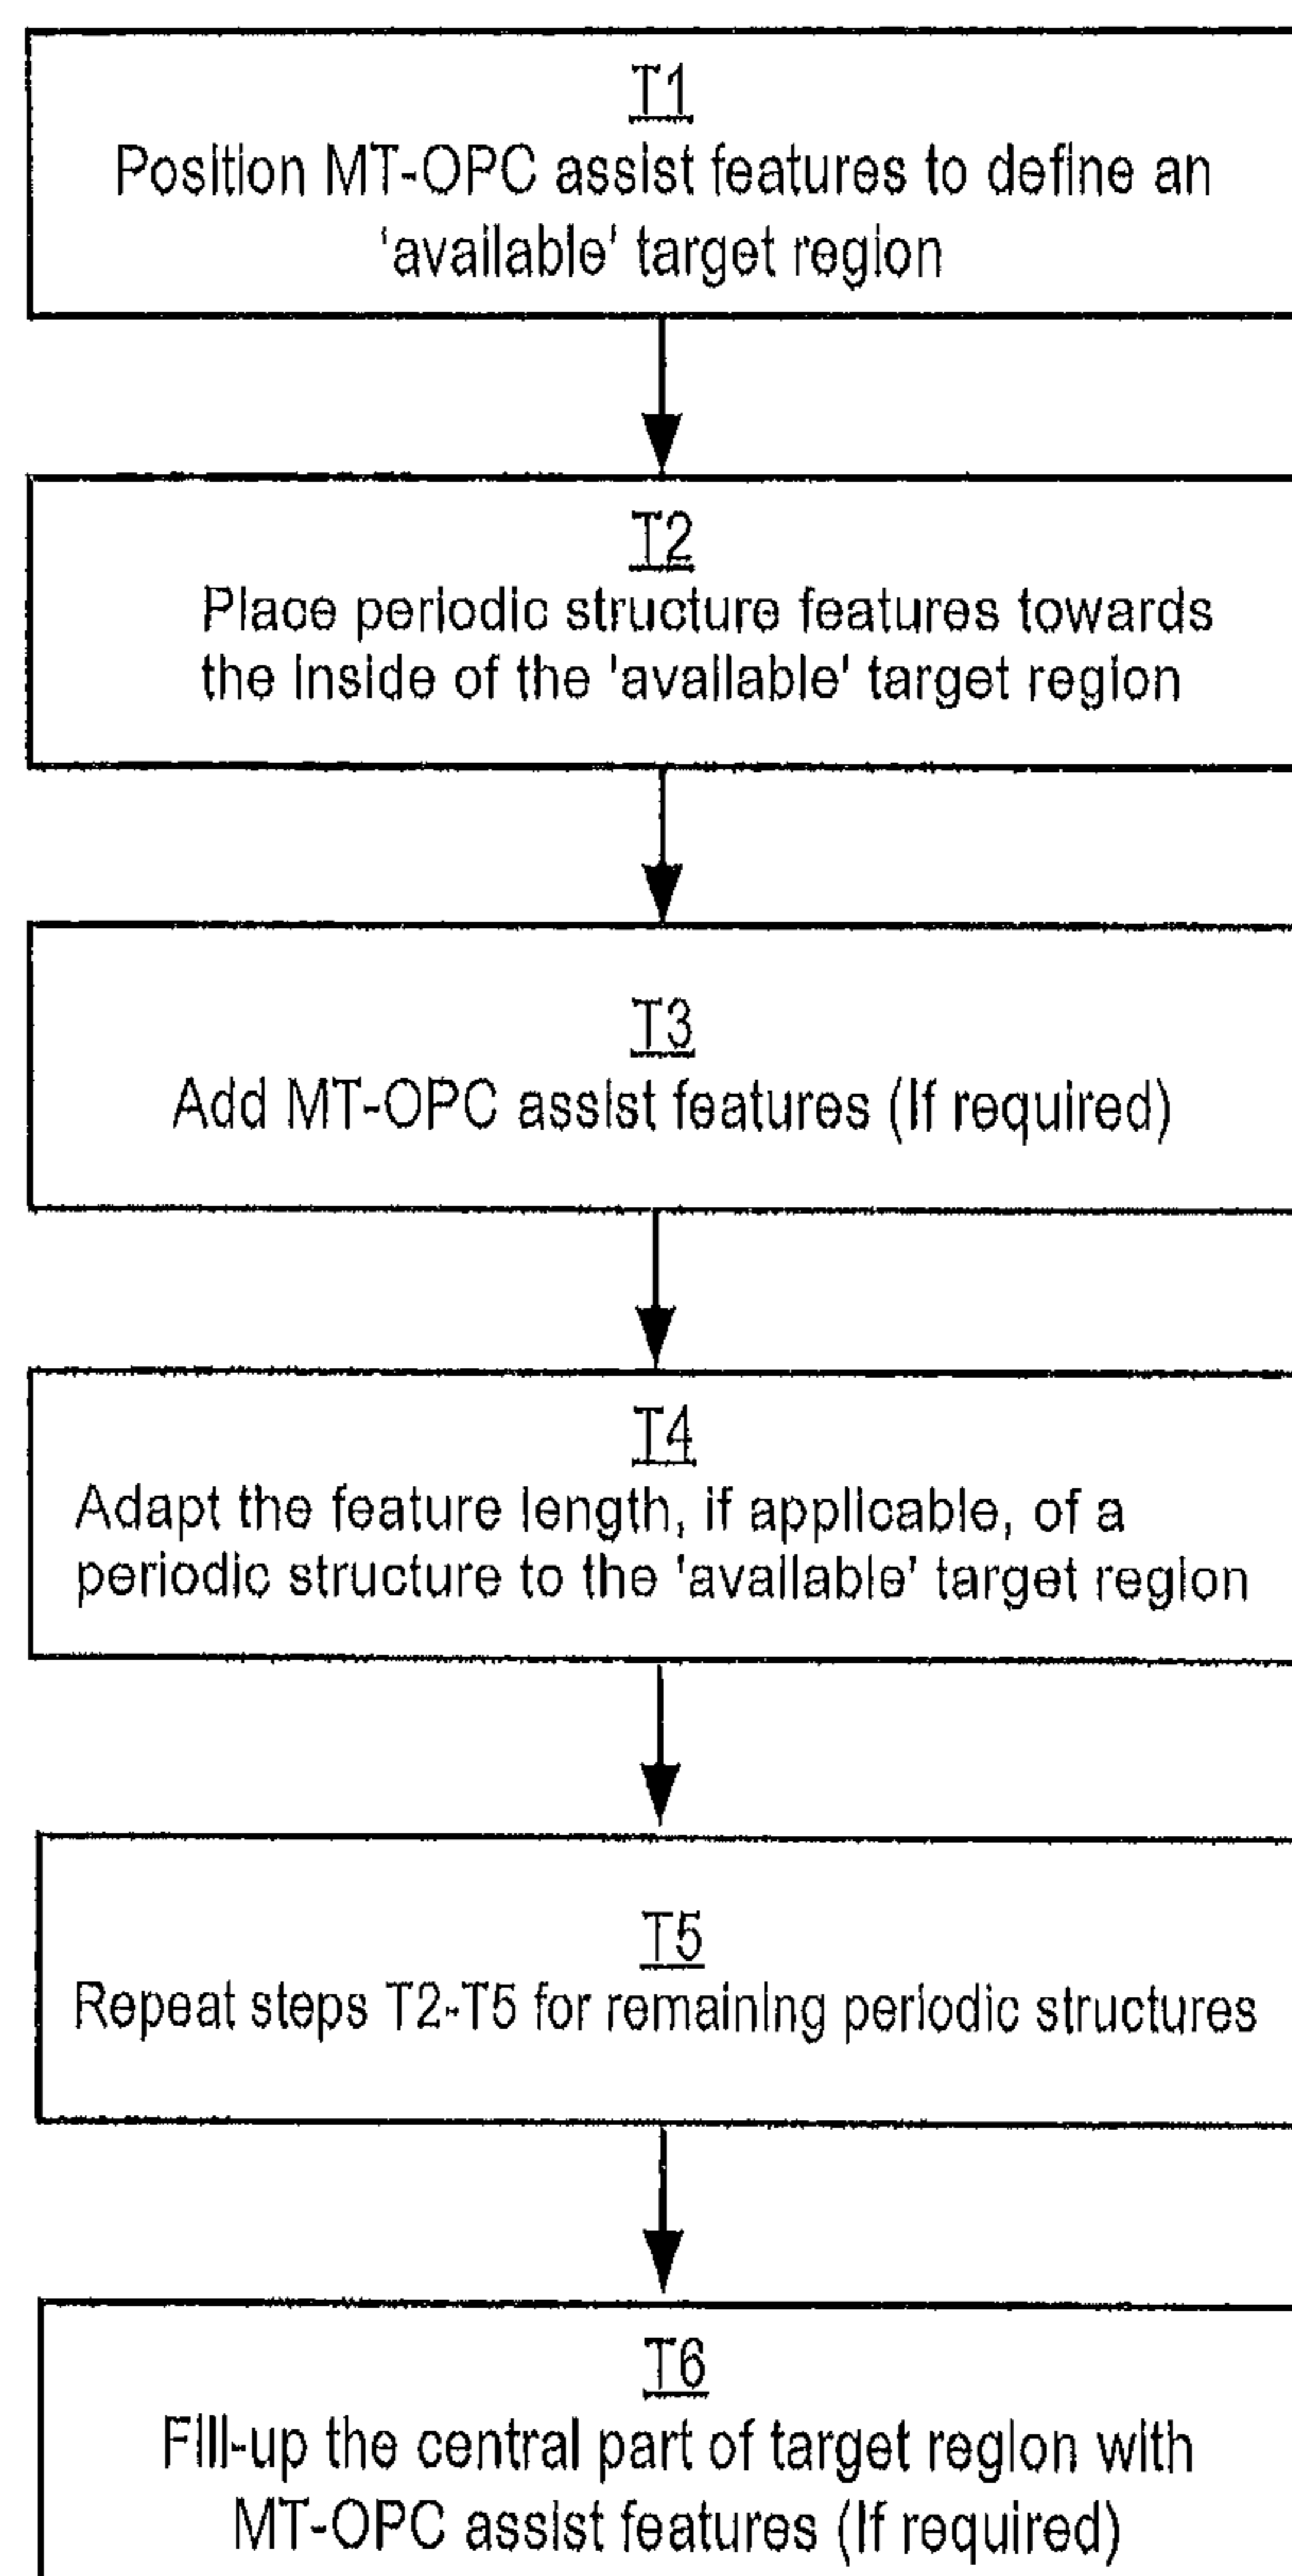 T1
Position MT-OPC assist features to define an
'available' target region
T2
Place periodic structure features towards
the inside of the 'available' target region
T3
Add MT-OPC assist features (If required)
T4
Adapt the feature length, if applicable, of a
periodic structure to the 'available' target region
T5
Repeat steps T2-T5 for remaining periodic structures
T6
Fill-up the central part of target region with
MT-OPC assist features (If required)